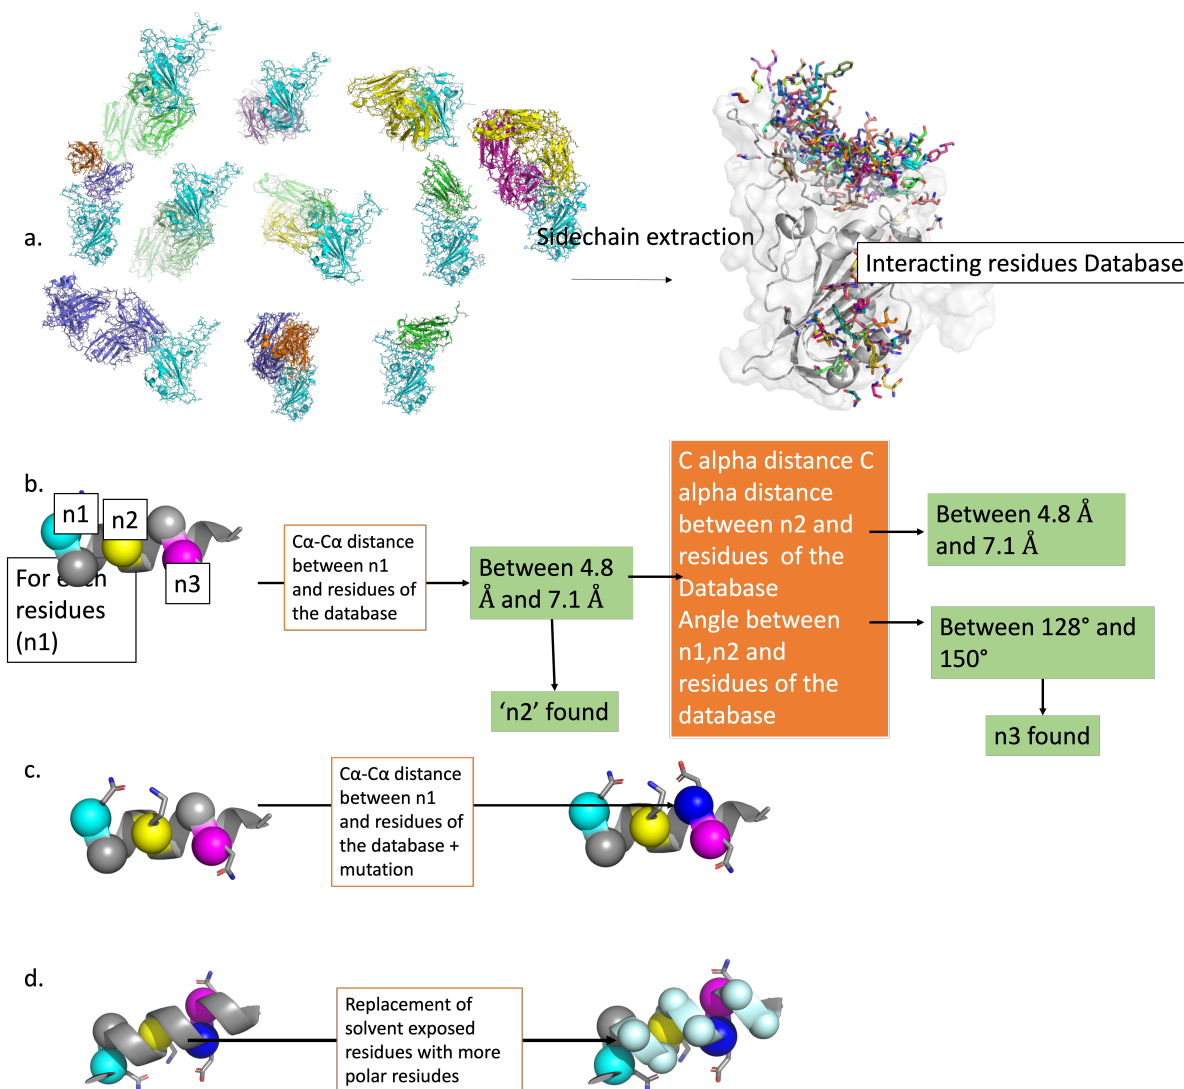 a.
Sidechain extraction
Interacting residues Database
b.
n1
n2
n3
For each
residues
(n1)
Cα-Cα distance
between n1
and residues of
the database
Between 4.8
Å and 7.1 Å
‘n2’ found
C alpha distance C
alpha distance
between n2 and
residues of the
Database
Angle between
n1,n2 and
residues of the
database
Between 4.8 Å
and 7.1 Å
Between 128° and
150°
n3 found
c.
Cα-Cα distance
between n1
and residues of
the database +
mutation
d.
Replacement of
solvent exposed
residues with more
polar resiudes